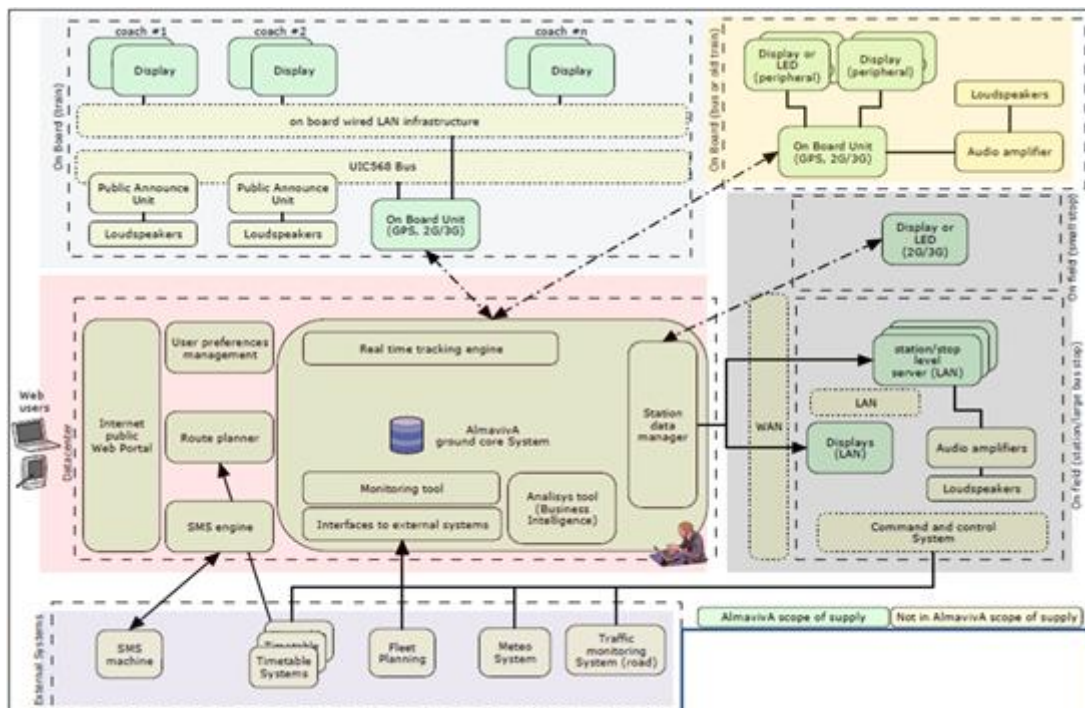 coach #1
coach #2
coach #n
Display
Display
Display
on board wired LAN infrastructure
UIC568 Bus
Public Announce
Unit
Public Announce
Unit
Loudspeakers
Loudspeakers
On Board Unit
(GPS, 2G/3G)
On Board (train)
Display or
LED
(peripheral)
Display
(peripheral)
Loudspeakers
On Board Unit
(GPS, 2G/3G)
Audio amplifier
On Board (bus or old train)
Display or
LED
(2G/3G)
On field (small stop)
Web
users
Datacenter
Internet
public
Web Portal
User preferences
management
Route planner
SMS engine
Real time tracking engine
AlmavivA
ground core System
Monitoring tool
Interfaces to external systems
Analisys tool
(Business
Intelligence)
Station
data
manager
WAN
station/stop
level
server (LAN)
LAN
Displays
(LAN)
Audio amplifiers
Loudspeakers
Command and control
System
On field (station/large bus stop)
External Systems
SMS
machine
Timetable
Timetable
Systems
Fleet
Planning
Meteo
System
Traffic
monitoring
System (road)
AlmavivA scope of supply
Not in AlmavivA scope of supply